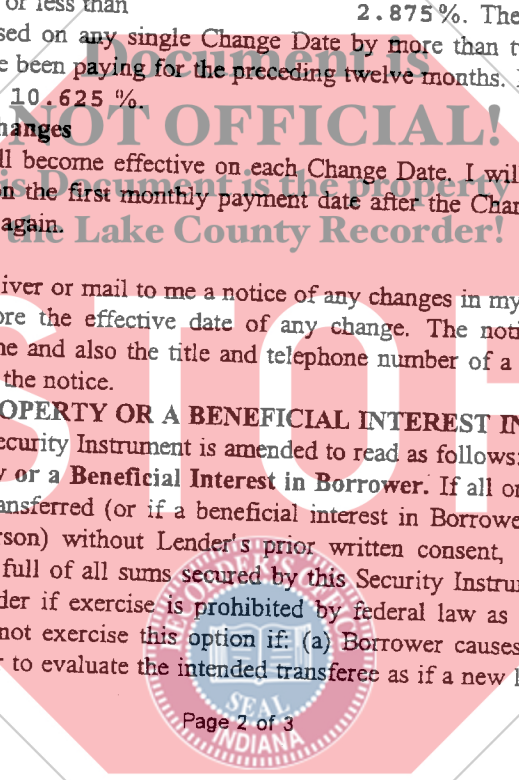 or less than 2.875%. The
sed on any single Change Date by more than
e been paying for the preceding twelve months.
10.625 %.
hanges
ll become effective on each Change Date. I will
on the first monthly payment date after the Chan
again.
Document is
NOT OFFICIAL!
is Document is the property
the Lake County Recorder!
iver or mail to me a notice of any changes in my
ore the effective date of any change. The noti
ne and also the title and telephone number of a
the notice.
STOP
OPERTY OR A BENEFICIAL INTEREST IN
ecurity Instrument is amended to read as follows:
y or a Beneficial Interest in Borrower. If all or
ansferred (or if a beneficial interest in Borrowe
rson) without Lender's prior written consent,
full of all sums secured by this Security Instru
der if exercise is prohibited by federal law as
not exercise this option if: (a) Borrower causes
r to evaluate the intended transferee as if a new
SEAL
INDIANA
Page 2 of 3